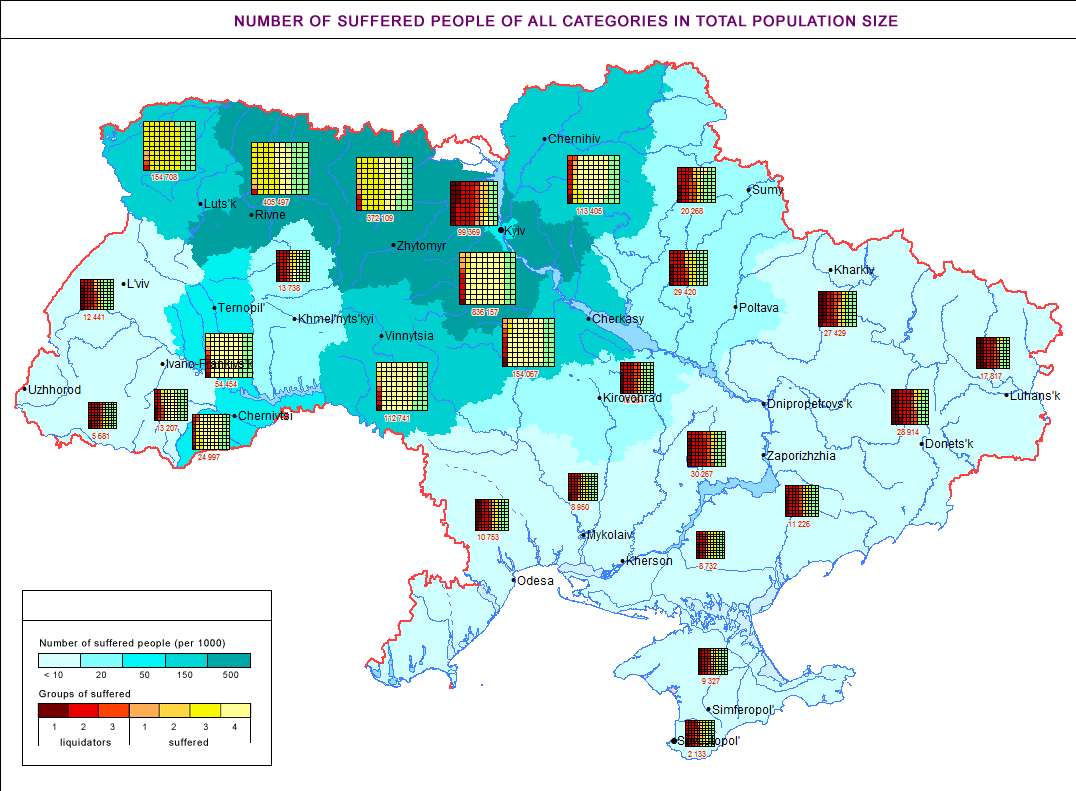 NUMBER OF SUFFERED PEOPLE OF ALL CATEGORIES IN TOTAL POPULATION SIZE
Chernihiv
154 708
405 497
372 109
113 405
20 268
Sumy
Luts'k
Rivne
99 369
Kyiv
Zhytomyr
Kharkiv
L'viv
13 738
29 420
12 441
Ternopil'
836 157
Poltava
Khmel'nyts'kyi
Cherkasy
27 429
Vinnytsia
Ivano-Frankivs'k
154 067
17 817
54 454
Uzhhorod
Kirovohrad
Luhans'k
Dnipropetrovs'k
112 741
Chernivtsi
13 207
5 681
28 914
Donets'k
24 997
Zaporizhzhia
30 267
8 950
11 226
10 753
Mykolaiv
Kherson
8 732
Odesa
Number of suffered people (per 1000)
< 10 20 50 150 500
Groups of suffered
1 2 3 1 2 3 4
liquidators suffered
9 327
Simferopol'
2 133